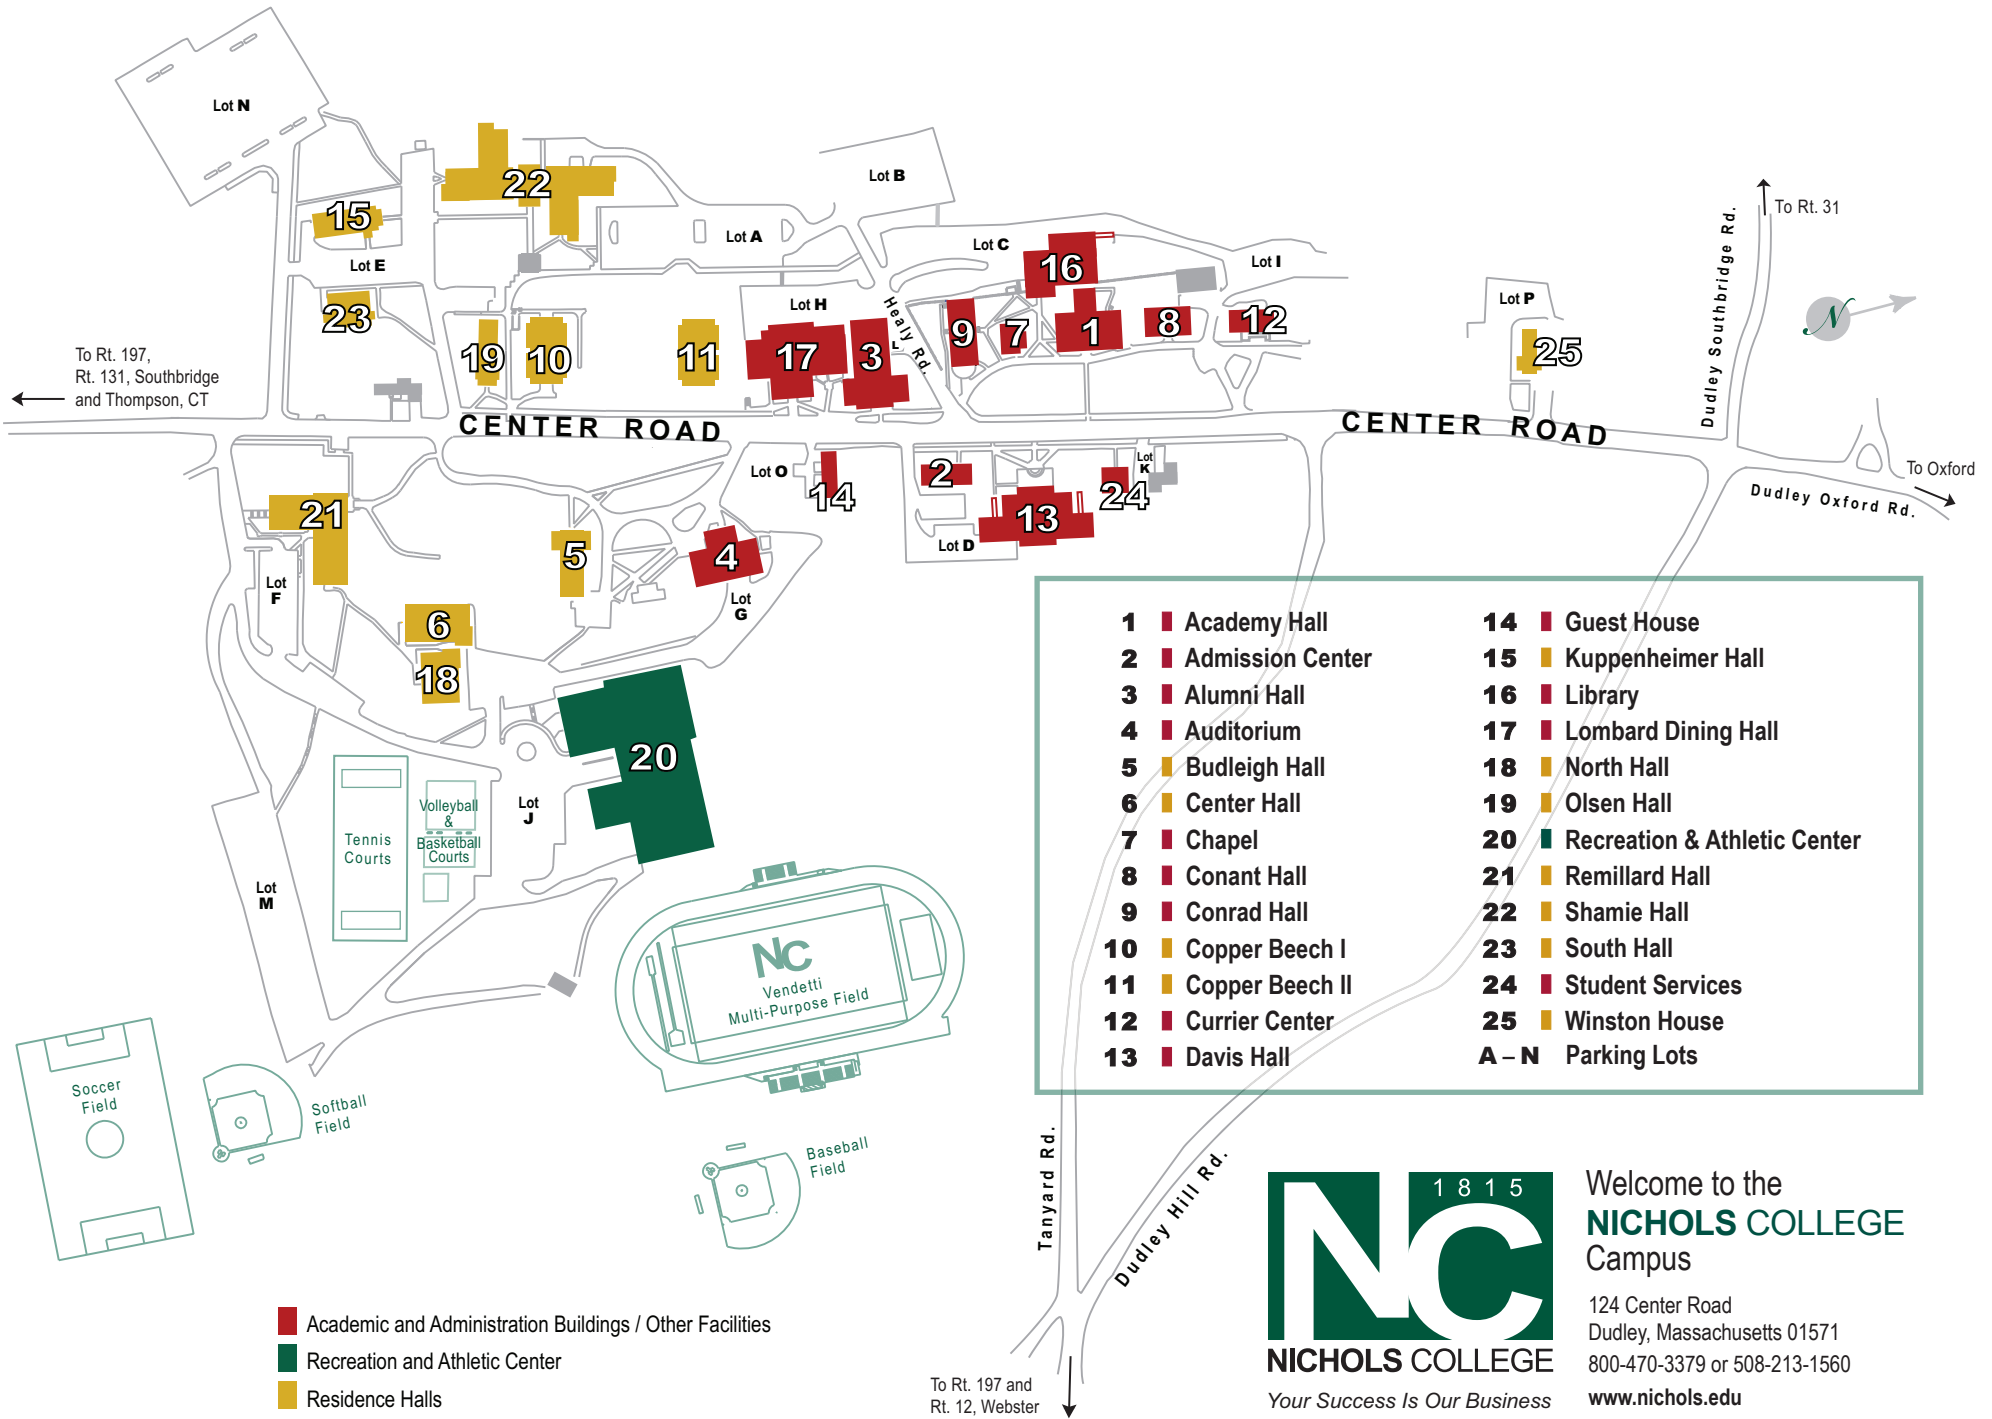 Lot N
Lot B
22
15
To Rt. 31
Lot A
Lot C
Lot E
16
Lot I
Dudley Southbridge Rd.
Lot H
Lot P
Healy Rd.
23
9
7
1
8
12
N
19
10
11
17
3
L
25
To Rt. 197,
Rt. 131, Southbridge
and Thompson, CT
CENTER ROAD
CENTER ROAD
Lot O
14
2
Lot
K
24
To Oxford
Dudley Oxford Rd.
21
13
Lot D
5
4
Lot
F
Lot
G
6
18
20
Volleyball
&
Basketball
Courts
Tennis
Courts
Lot
J
Lot
M
NC
Vendetti
Multi-Purpose Field
Soccer
Field
Softball
Field
Baseball
Field
1 Academy Hall
2 Admission Center
3 Alumni Hall
4 Auditorium
5 Budleigh Hall
6 Center Hall
7 Chapel
8 Conant Hall
9 Conrad Hall
10 Copper Beech I
11 Copper Beech II
12 Currier Center
13 Davis Hall
14 Guest House
15 Kuppenheimer Hall
16 Library
17 Lombard Dining Hall
18 North Hall
19 Olsen Hall
20 Recreation & Athletic Center
21 Remillard Hall
22 Shamie Hall
23 South Hall
24 Student Services
25 Winston House
A – N Parking Lots
Tanyard Rd.
Dudley Hill Rd.
To Rt. 197 and
Rt. 12, Webster
Academic and Administration Buildings / Other Facilities
Recreation and Athletic Center
Residence Halls
1815
NC
NICHOLS COLLEGE
Your Success Is Our Business
Welcome to the
NICHOLS COLLEGE
Campus
124 Center Road
Dudley, Massachusetts 01571
800-470-3379 or 508-213-1560
www.nichols.edu